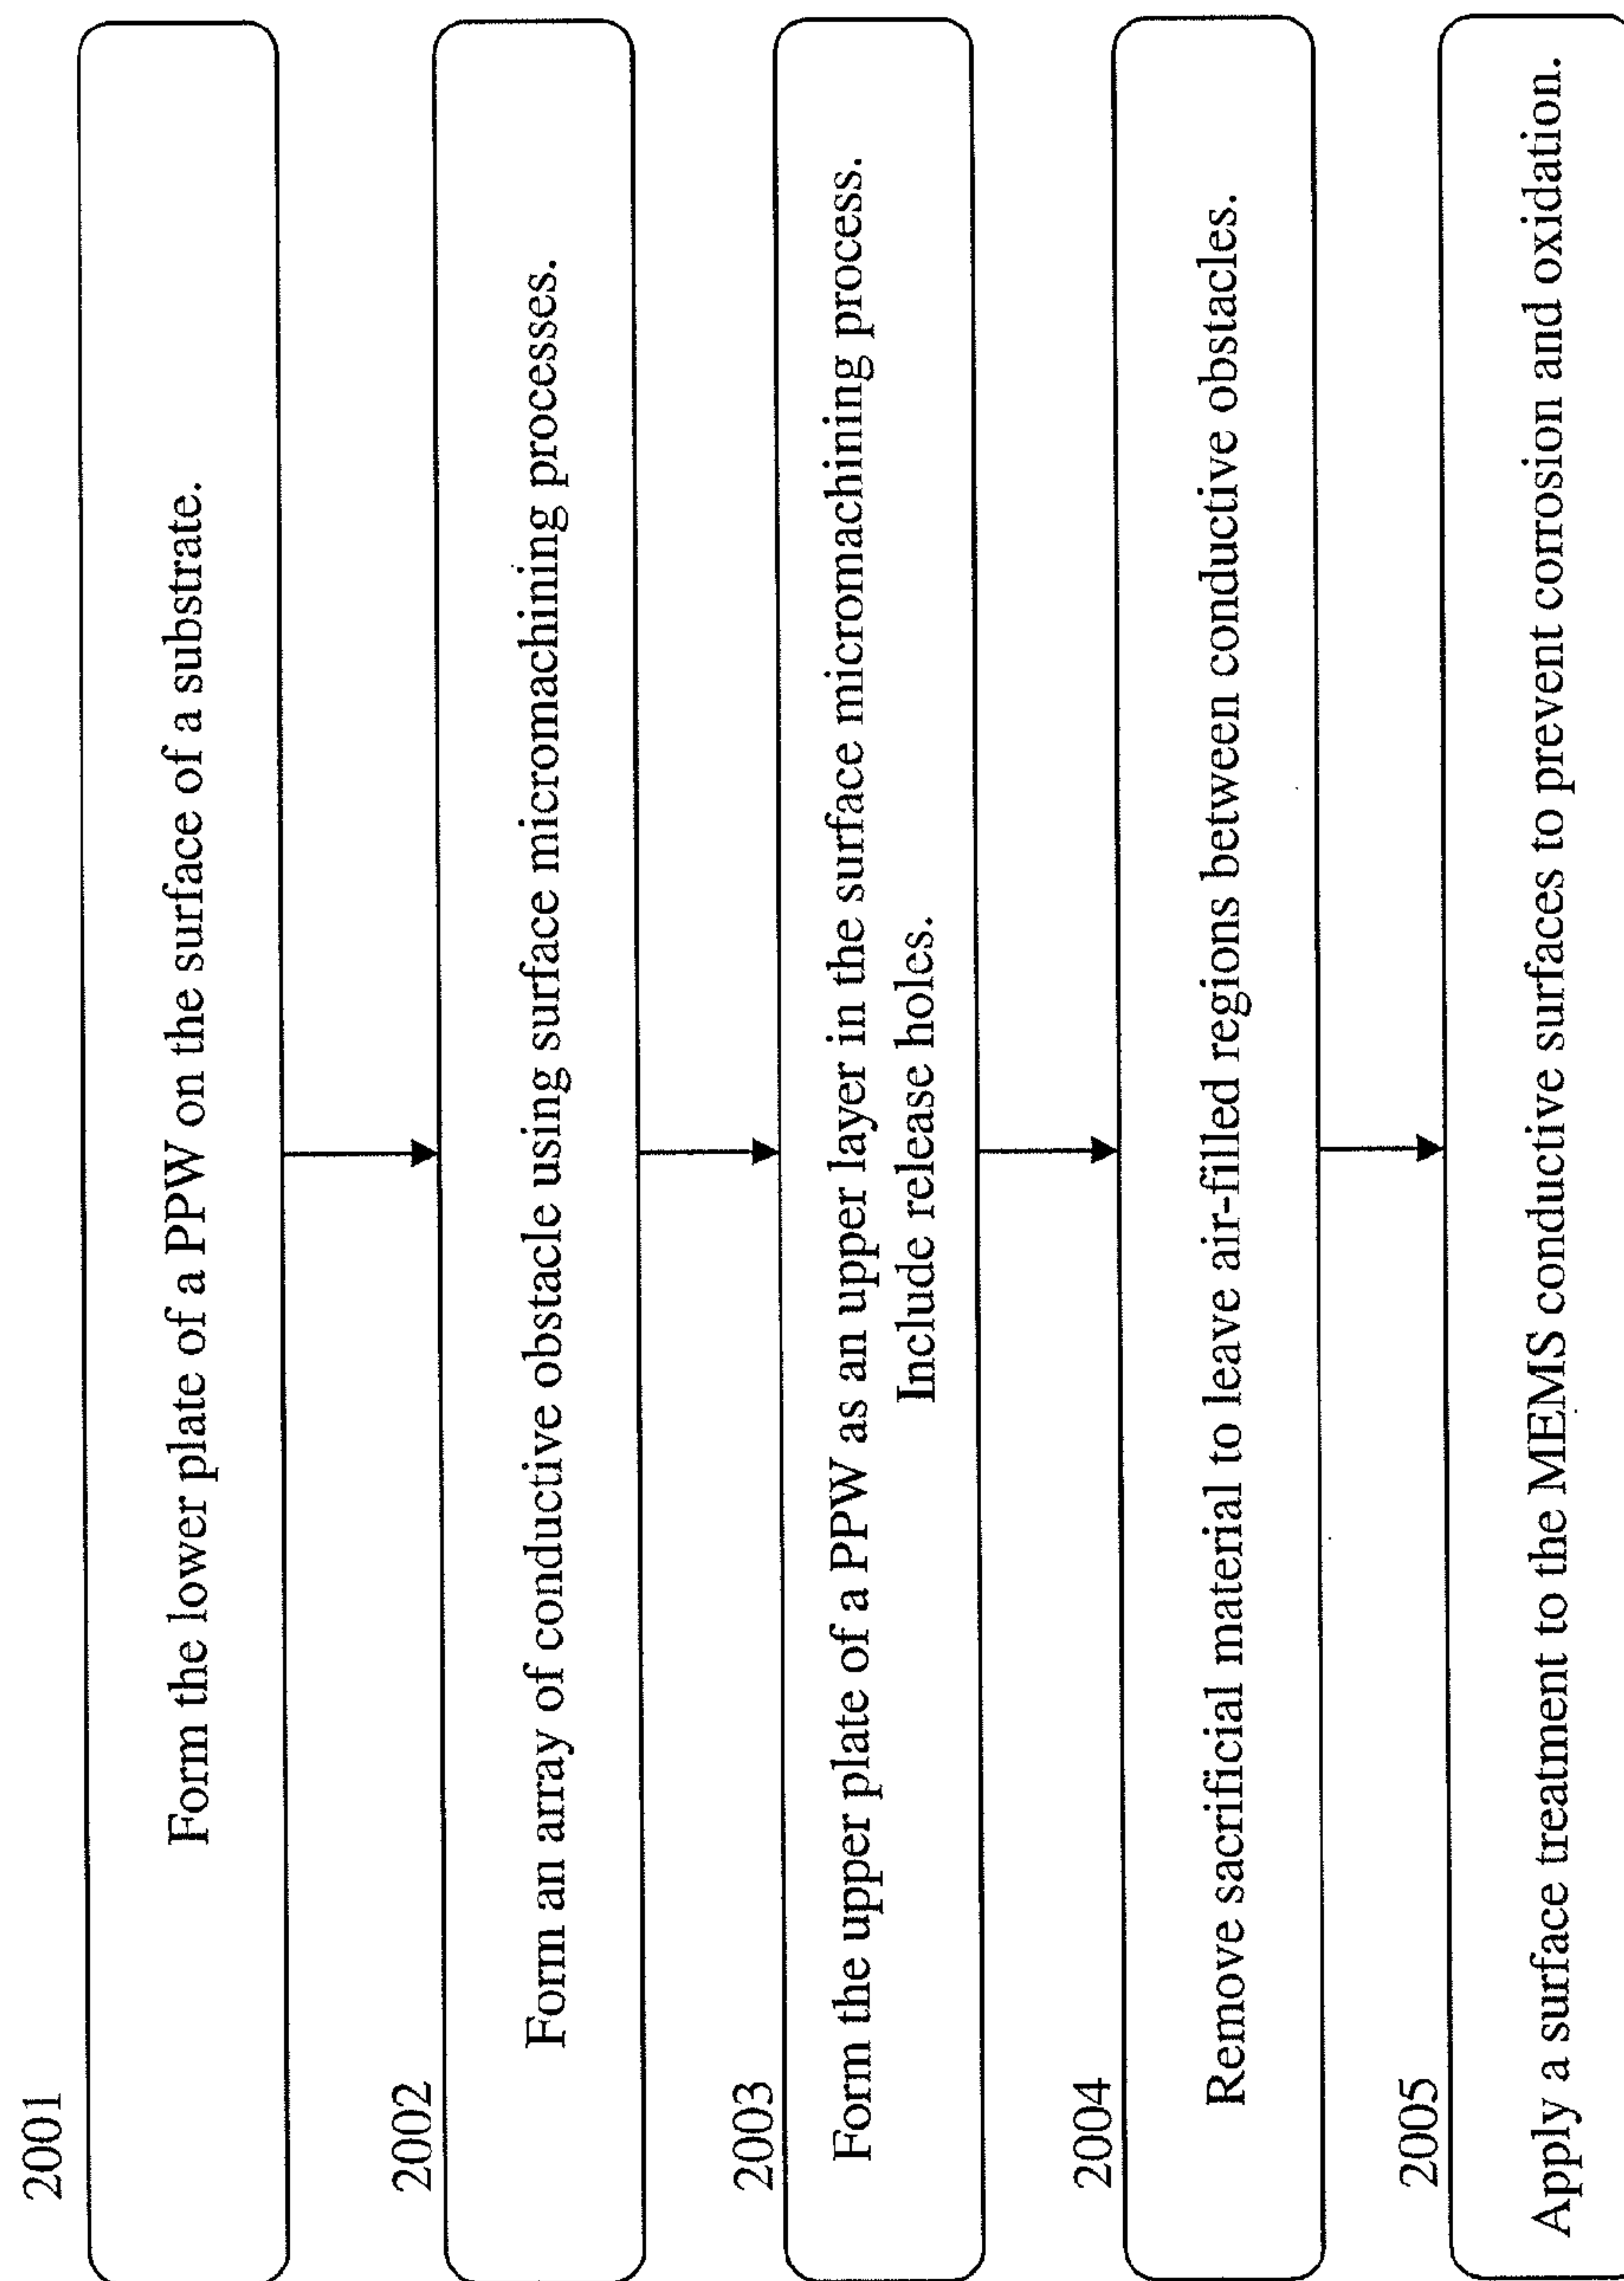 2001
Form the lower plate of a PPW on the surface of a substrate.
2002
Form an array of conductive obstacle using surface micromachining processes.
2003
Form the upper plate of a PPW as an upper layer in the surface micromachining process.
Include release holes.
2004
Remove sacrificial material to leave air-filled regions between conductive obstacles.
2005
Apply a surface treatment to the MEMS conductive surfaces to prevent corrosion and oxidation.